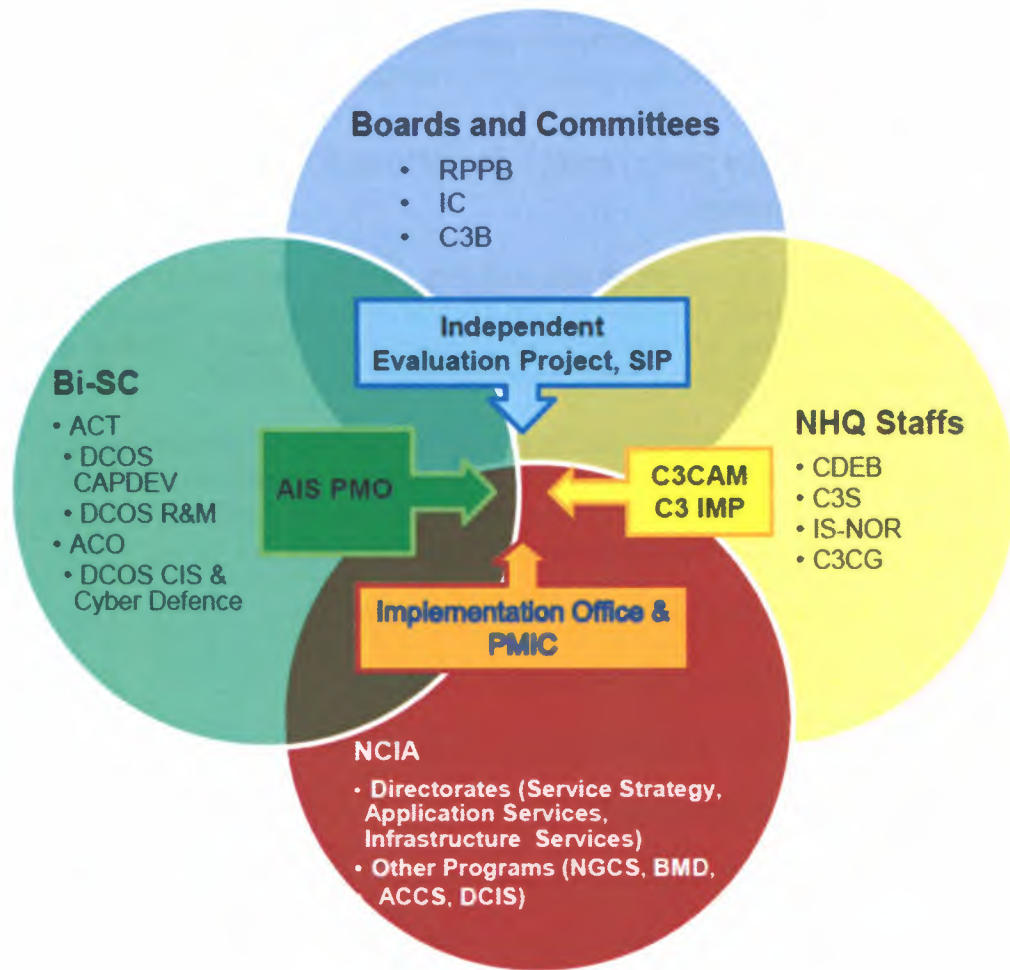 Boards and Committees
• RPPB
• IC
• C3B
Independent
Evaluation Project, SIP
Bi-SC
• ACT
• DCOS
CAPDEV
• DCOS R&M
• ACO
• DCOS CIS &
Cyber Defence
AIS PMO
C3CAM
C3 IMP
NHQ Staffs
• CDEB
• C3S
• IS-NOR
• C3CG
Implementation Office &
PMIC
NCIA
• Directorates (Service Strategy,
Application Services,
Infrastructure Services)
• Other Programs (NGCS, BMD,
ACCS, DCIS)